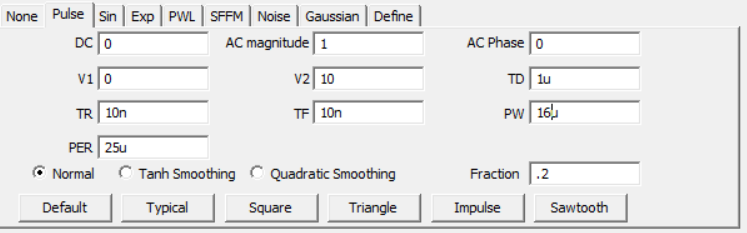 None Pulse Sin Exp PWL SFFM Noise Gaussian Define
DC 0 AC magnitude 1 AC Phase 0
V1 0 V2 10 TD 1u
TR 10n TF 10n PW 16u
PER 25u
Normal Tanh Smoothing Quadratic Smoothing Fraction .2
Default Typical Square Triangle Impulse Sawtooth